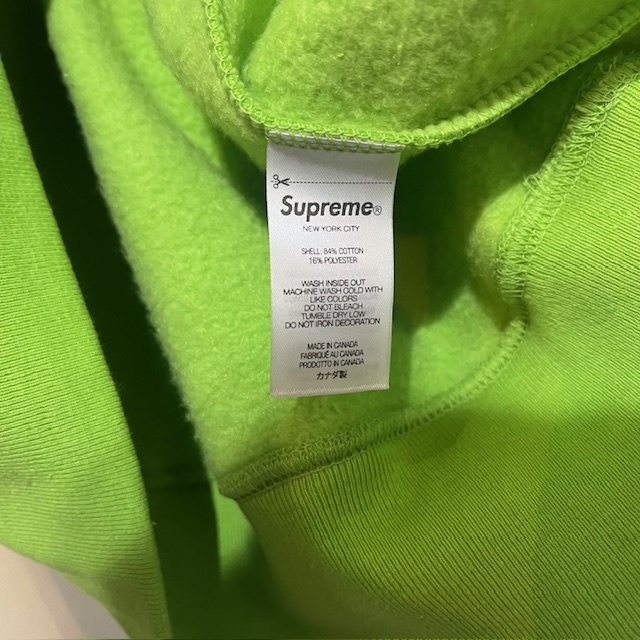 Supreme®
NEW YORK CITY
SHELL: 84% COTTON
16% POLYESTER
WASH INSIDE OUT
MACHINE WASH COLD WITH
LIKE COLORS
DO NOT BLEACH
TUMBLE DRY LOW
DO NOT IRON DECORATION
MADE IN CANADA
FABRIQUÉ AU CANADA
PRODOTTO IN CANADA
カナダ製